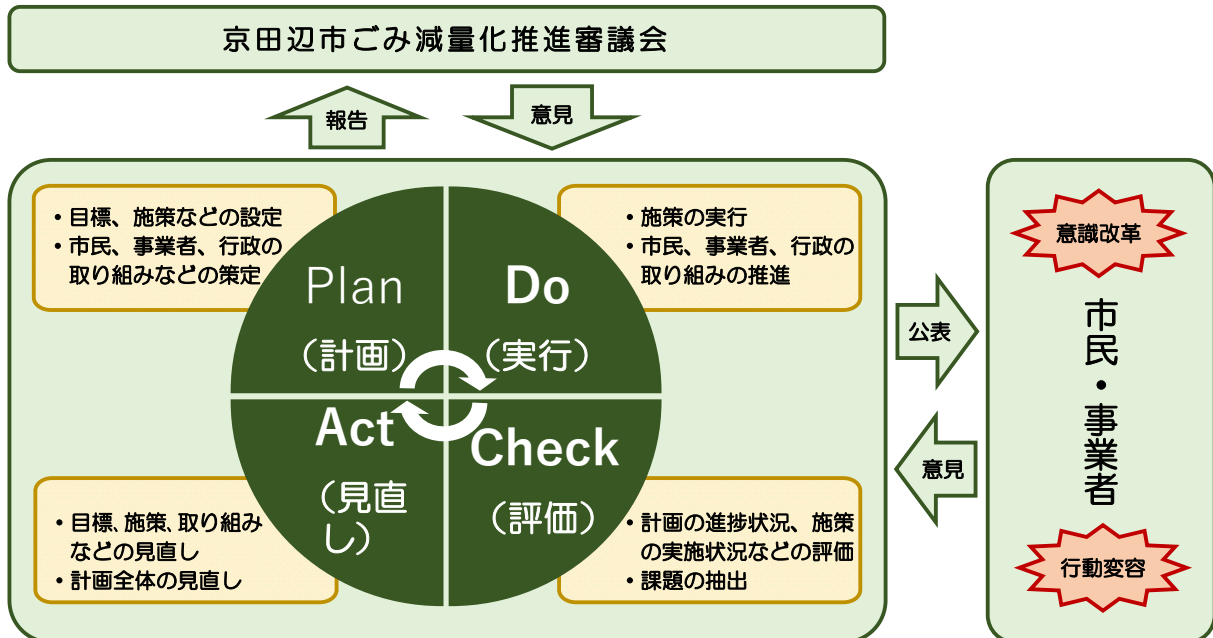 京田辺市ごみ減量化推進審議会
報告
意見
・目標、施策などの設定
・市民、事業者、行政の
取り組みなどの策定
Plan
（計画）
・施策の実行
・市民、事業者、行政の
取り組みの推進
Do
（実行）
Act
（見直
し）
・目標、施策、取り組み
などの見直し
・計画全体の見直し
Check
（評価）
・計画の進捗状況、施策
の実施状況などの評価
・課題の抽出
公表
意見
意識改革
市民・事業者
行動変容